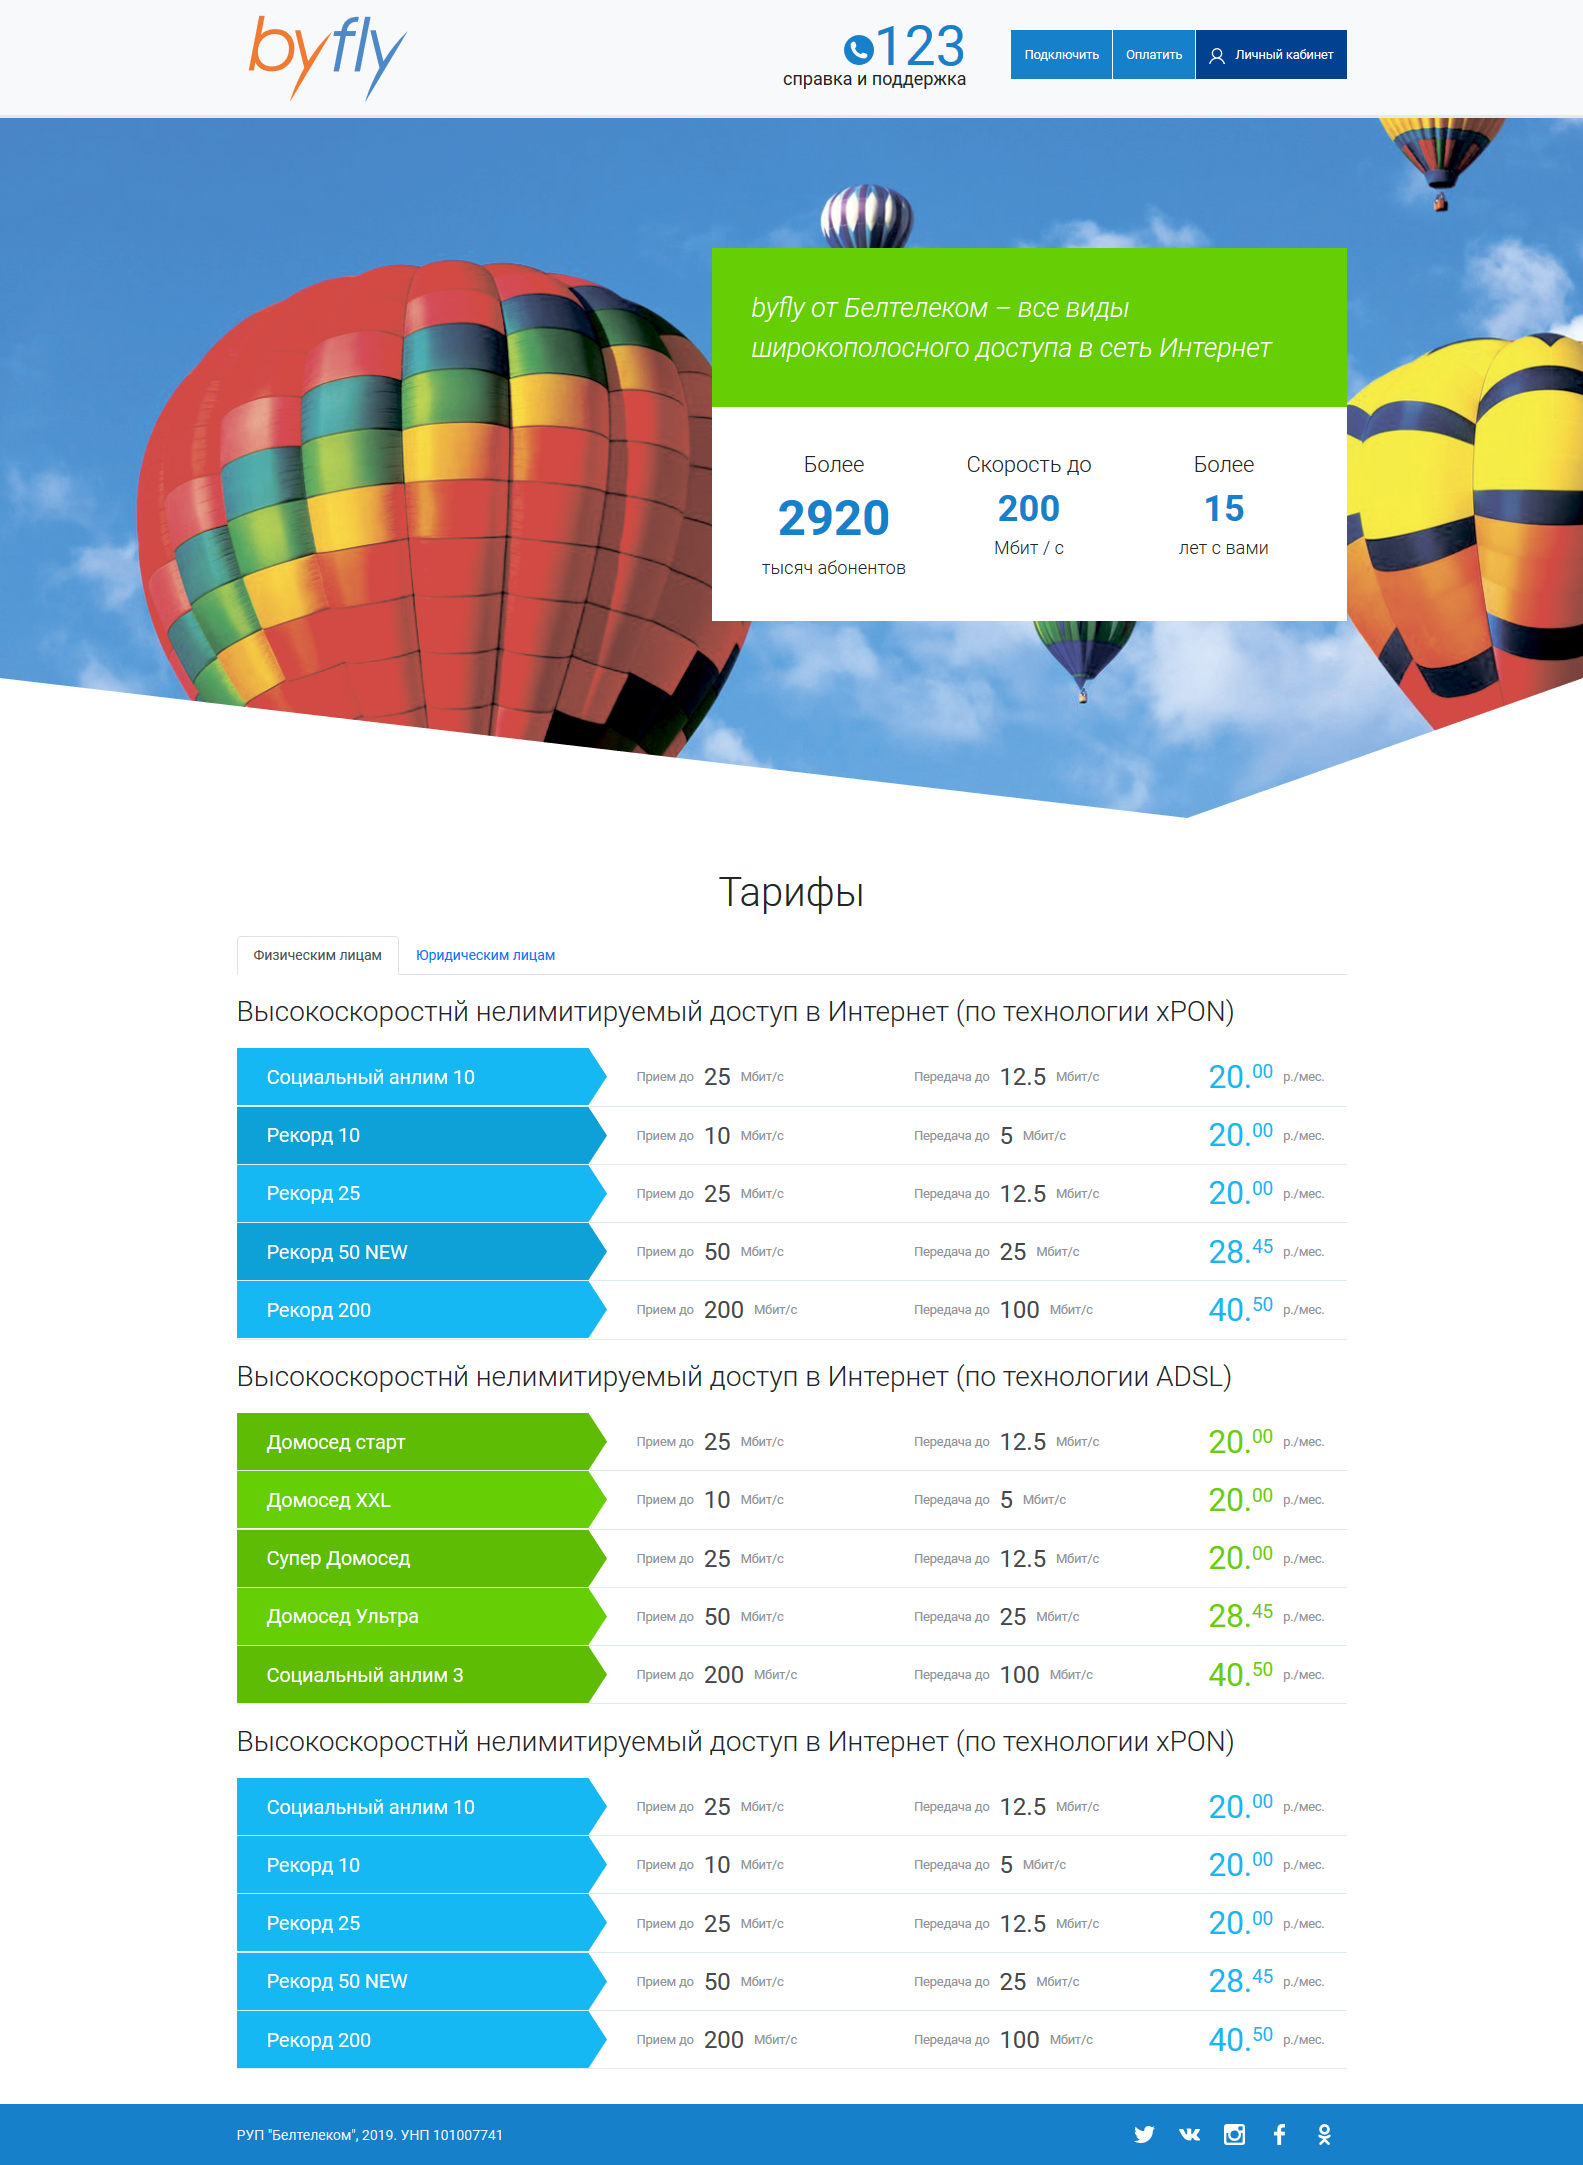 byfly
123
справка и поддержка
Подключить
Оплатить
Личный кабинет
byfly от Белтелеком – все виды
широкополосного доступа в сеть Интернет
Более
2920
тысяч абонентов
Скорость до
200
Мбит / с
Более
15
лет с вами
Тарифы
Физическим лицам
Юридическим лицам
Высокоскоростнй нелимитируемый доступ в Интернет (по технологии xPON)
Социальный анлим 10 Прием до 25 Мбит/с Передача до 12.5 Мбит/с 20.00 р./мес.
Рекорд 10 Прием до 10 Мбит/с Передача до 5 Мбит/с 20.00 р./мес.
Рекорд 25 Прием до 25 Мбит/с Передача до 12.5 Мбит/с 20.00 р./мес.
Рекорд 50 NEW Прием до 50 Мбит/с Передача до 25 Мбит/с 28.45 р./мес.
Рекорд 200 Прием до 200 Мбит/с Передача до 100 Мбит/с 40.50 р./мес.
Высокоскоростнй нелимитируемый доступ в Интернет (по технологии ADSL)
Домосед старт Прием до 25 Мбит/с Передача до 12.5 Мбит/с 20.00 р./мес.
Домосед XXL Прием до 10 Мбит/с Передача до 5 Мбит/с 20.00 р./мес.
Супер Домосед Прием до 25 Мбит/с Передача до 12.5 Мбит/с 20.00 р./мес.
Домосед Ультра Прием до 50 Мбит/с Передача до 25 Мбит/с 28.45 р./мес.
Социальный анлим 3 Прием до 200 Мбит/с Передача до 100 Мбит/с 40.50 р./мес.
Высокоскоростнй нелимитируемый доступ в Интернет (по технологии xPON)
Социальный анлим 10 Прием до 25 Мбит/с Передача до 12.5 Мбит/с 20.00 р./мес.
Рекорд 10 Прием до 10 Мбит/с Передача до 5 Мбит/с 20.00 р./мес.
Рекорд 25 Прием до 25 Мбит/с Передача до 12.5 Мбит/с 20.00 р./мес.
Рекорд 50 NEW Прием до 50 Мбит/с Передача до 25 Мбит/с 28.45 р./мес.
Рекорд 200 Прием до 200 Мбит/с Передача до 100 Мбит/с 40.50 р./мес.
РУП "Белтелеком", 2019. УНП 101007741